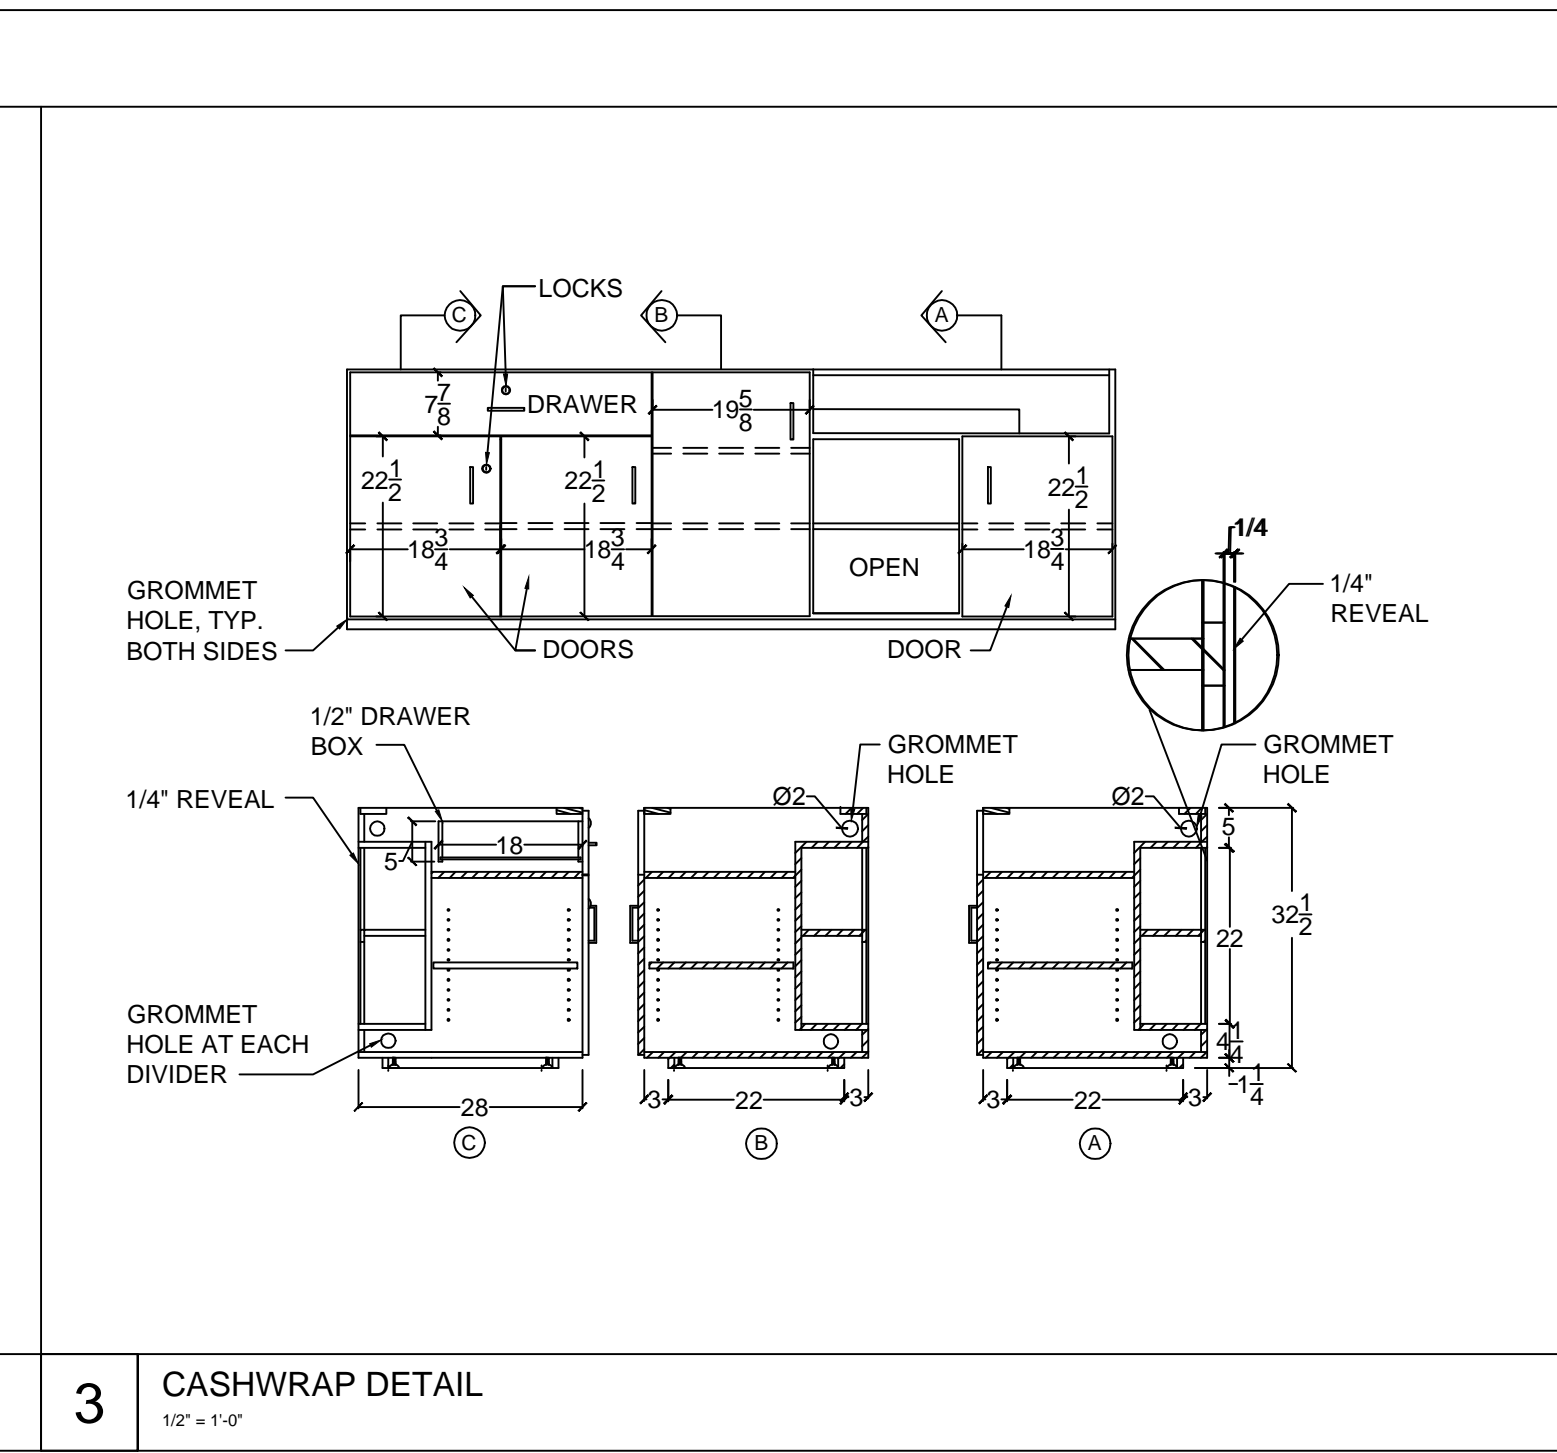 LOCKS
C
B
A
7 7/8
DRAWER
19 5/8
22 1/2
22 1/2
22 1/2
18 3/4
18 3/4
18 3/4
OPEN
1/4
GROMMET
HOLE, TYP.
BOTH SIDES
DOORS
DOOR
1/4"
REVEAL
1/2" DRAWER
BOX
GROMMET
HOLE
GROMMET
HOLE
1/4" REVEAL
Ø2
Ø2
5
18
5
22
32 1/2
GROMMET
HOLE AT EACH
DIVIDER
4 1/4
1 1/4
28
3
22
3
3
22
3
C
B
A
3
CASHWRAP DETAIL
1/2" = 1'-0"